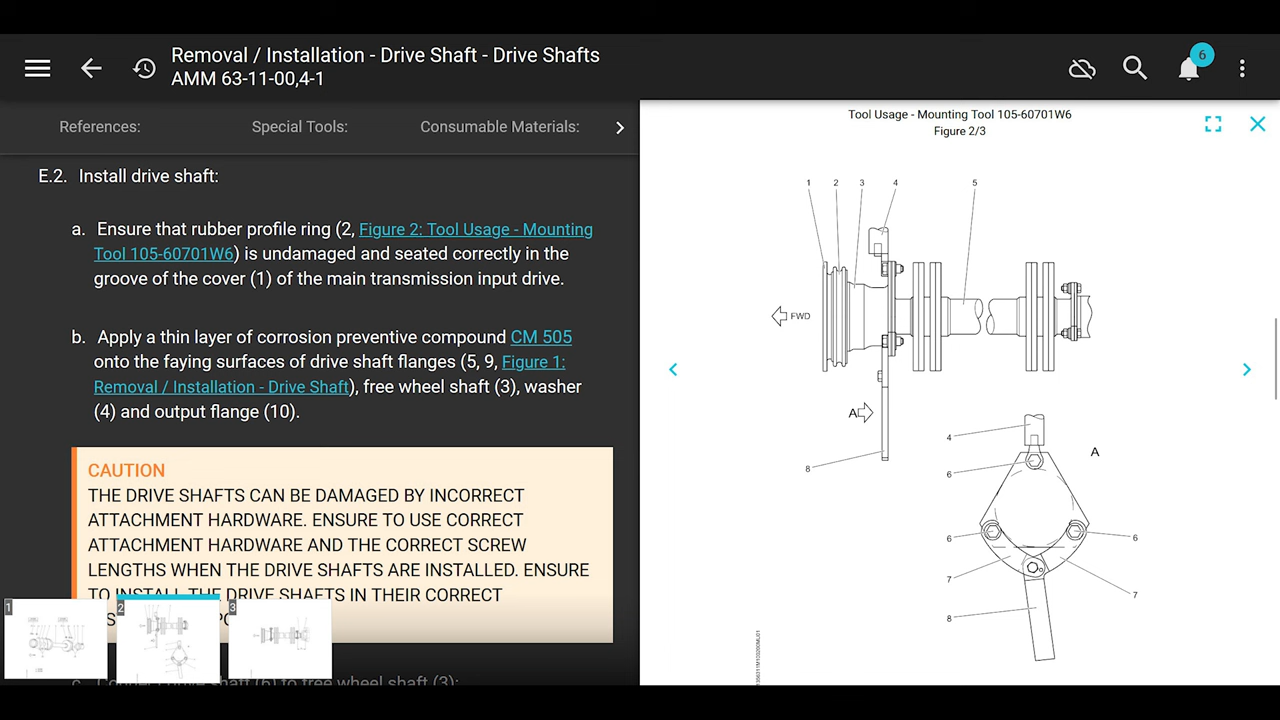 Removal / Installation - Drive Shaft - Drive Shafts
AMM 63-11-00,4-1
6
References:
Special Tools:
Consumable Materials:
E.2. Install drive shaft:
a. Ensure that rubber profile ring (2, Figure 2: Tool Usage - Mounting
Tool 105-60701W6) is undamaged and seated correctly in the
groove of the cover (1) of the main transmission input drive.
b. Apply a thin layer of corrosion preventive compound CM 505
onto the faying surfaces of drive shaft flanges (5, 9, Figure 1:
Removal / Installation - Drive Shaft), free wheel shaft (3), washer
(4) and output flange (10).
CAUTION
THE DRIVE SHAFTS CAN BE DAMAGED BY INCORRECT
ATTACHMENT HARDWARE. ENSURE TO USE CORRECT
ATTACHMENT HARDWARE AND THE CORRECT SCREW
LENGTHS WHEN THE DRIVE SHAFTS ARE INSTALLED. ENSURE
TO INSTALL THE DRIVE SHAFTS IN THEIR CORRECT
1
2
3
shaft (6) to free wheel shaft (3):
Tool Usage - Mounting Tool 105-60701W6
Figure 2/3
1
2
3
4
5
FWD
A
8
4
A
6
6
6
7
7
8